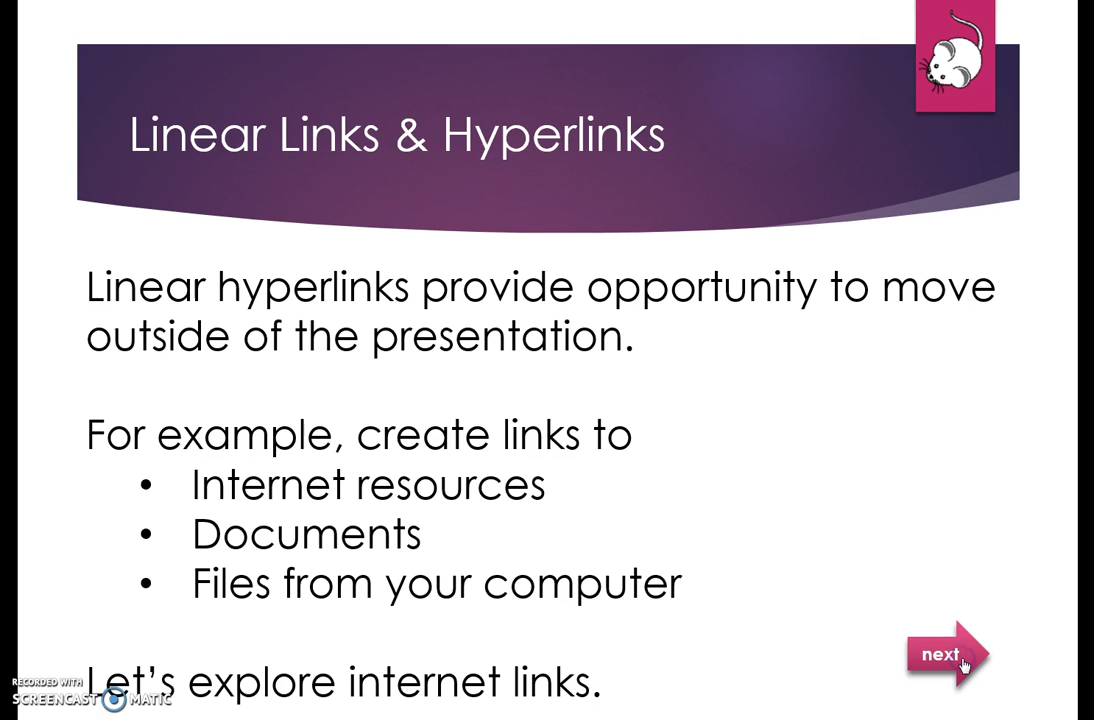 Linear Links & Hyperlinks
Linear hyperlinks provide opportunity to move
outside of the presentation.
For example, create links to
• Internet resources
• Documents
• Files from your computer
next
Let's explore internet links.
RECORDED WITH
SCREENCAST MATIC